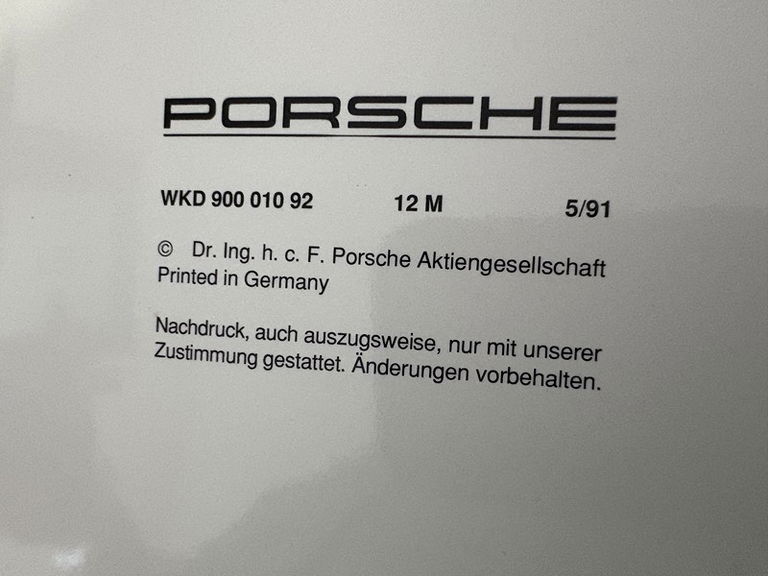 PORSCHE
WKD 900 010 92 12 M 5/91
© Dr. Ing. h. c. F. Porsche Aktiengesellschaft
Printed in Germany
Nachdruck, auch auszugsweise, nur mit unserer
Zustimmung gestattet. Änderungen vorbehalten.